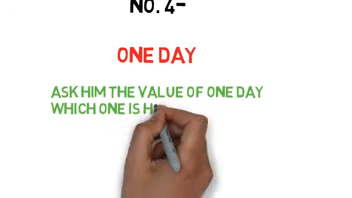 NO. 4-
ONE DAY
ASK HIM THE VALUE OF ONE DAY
WHICH ONE IS